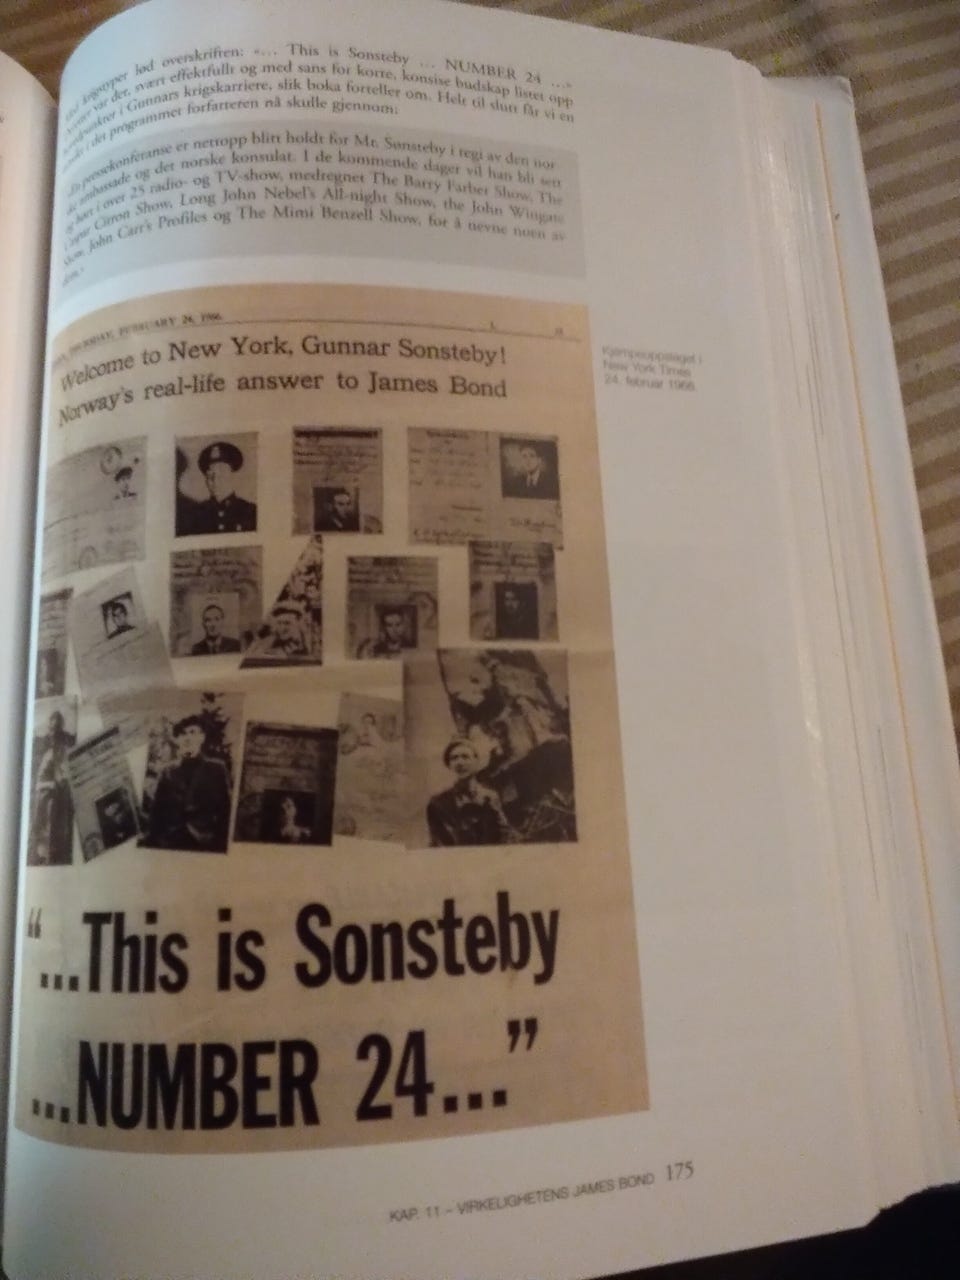 lød overskriften: «… This is Sonsteby … NUMBER 24 …»
var det, svært effektfullt og med sans for korte, konsise budskap listet opp
i Gunnars krigskarriere, slik boka forteller om. Helt til slutt får vi en
i det programmet forfatteren nå skulle gjennom:
pressekonferanse er nettopp blitt holdt for Mr. Sønsteby i regi av den nor
ambassade og det norske konsulat. I de kommende dager vil han bli sett
og hørt i over 25 radio- og TV-show, medregnet The Barry Farber Show, The
Show, Long John Nebel's All-night Show, the John Wingate
Show, John Carr's Profiles og The Mimi Benzell Show, for å nevne noen av
dem.»
THURSDAY, FEBRUARY 24, 1966.
Welcome to New York, Gunnar Sonsteby!
Norway's real-life answer to James Bond
Kjempeoppslaget i
New York Times
24. februar 1966
“...This is Sonsteby
...NUMBER 24...”
KAP. 11 – VIRKELIGHETENS JAMES BOND 175